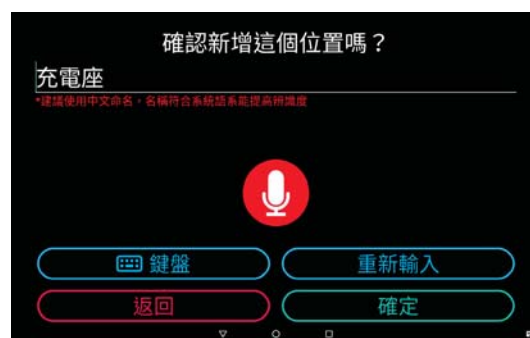 確認新增這個位置嗎？
充電座
*建議使用中文命名，名稱符合系統語系能提高辨識度
鍵盤
重新輸入
返回
確定